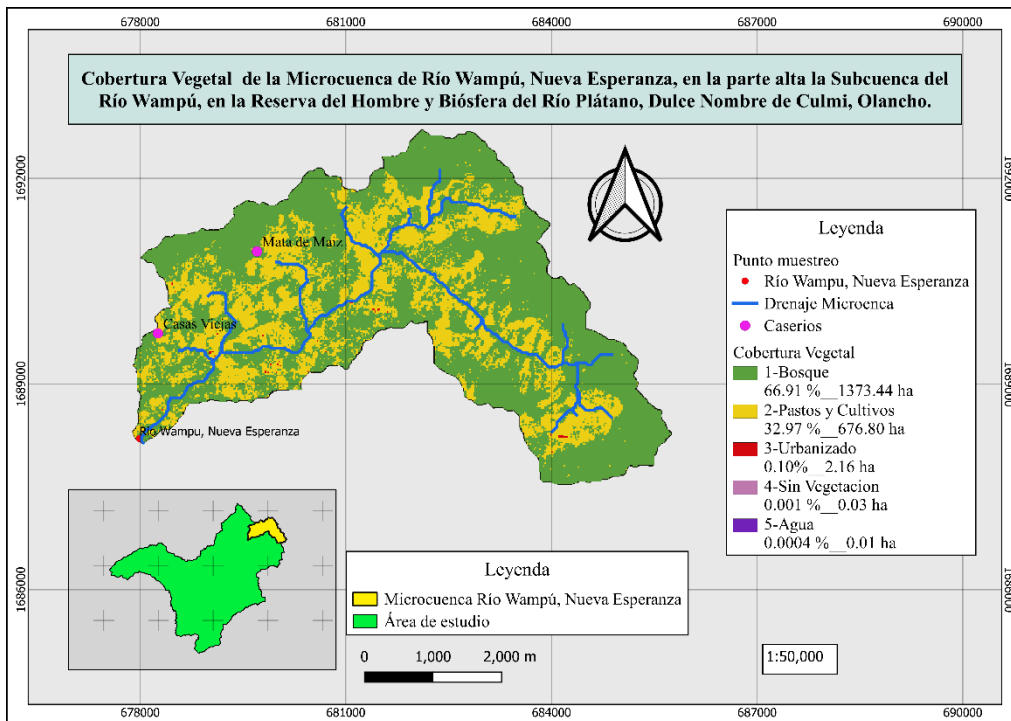 678000
681000
684000
687000
690000
Cobertura Vegetal de la Microcuenca de Río Wampú, Nueva Esperanza, en la parte alta la Subcuenca del
Río Wampú, en la Reserva del Hombre y Biósfera del Río Plátano, Dulce Nombre de Culmi, Olancho.
1692000
1692000
Mata de Maiz
Casas Viejas
Río Wampu, Nueva Esperanza
Leyenda
Punto muestreo
Río Wampu, Nueva Esperanza
Drenaje Microenca
Caserios
Cobertura Vegetal
1-Bosque
66.91 %__1373.44 ha
2-Pastos y Cultivos
32.97 %__676.80 ha
3-Urbanizado
0.10%__2.16 ha
4-Sin Vegetacion
0.001 %__0.03 ha
5-Agua
0.0004 %__0.01 ha
1689000
1689000
Leyenda
Microcuenca Río Wampú, Nueva Esperanza
Área de estudio
1686000
1686000
0 1,000 2,000 m
1:50,000
678000
681000
684000
687000
690000